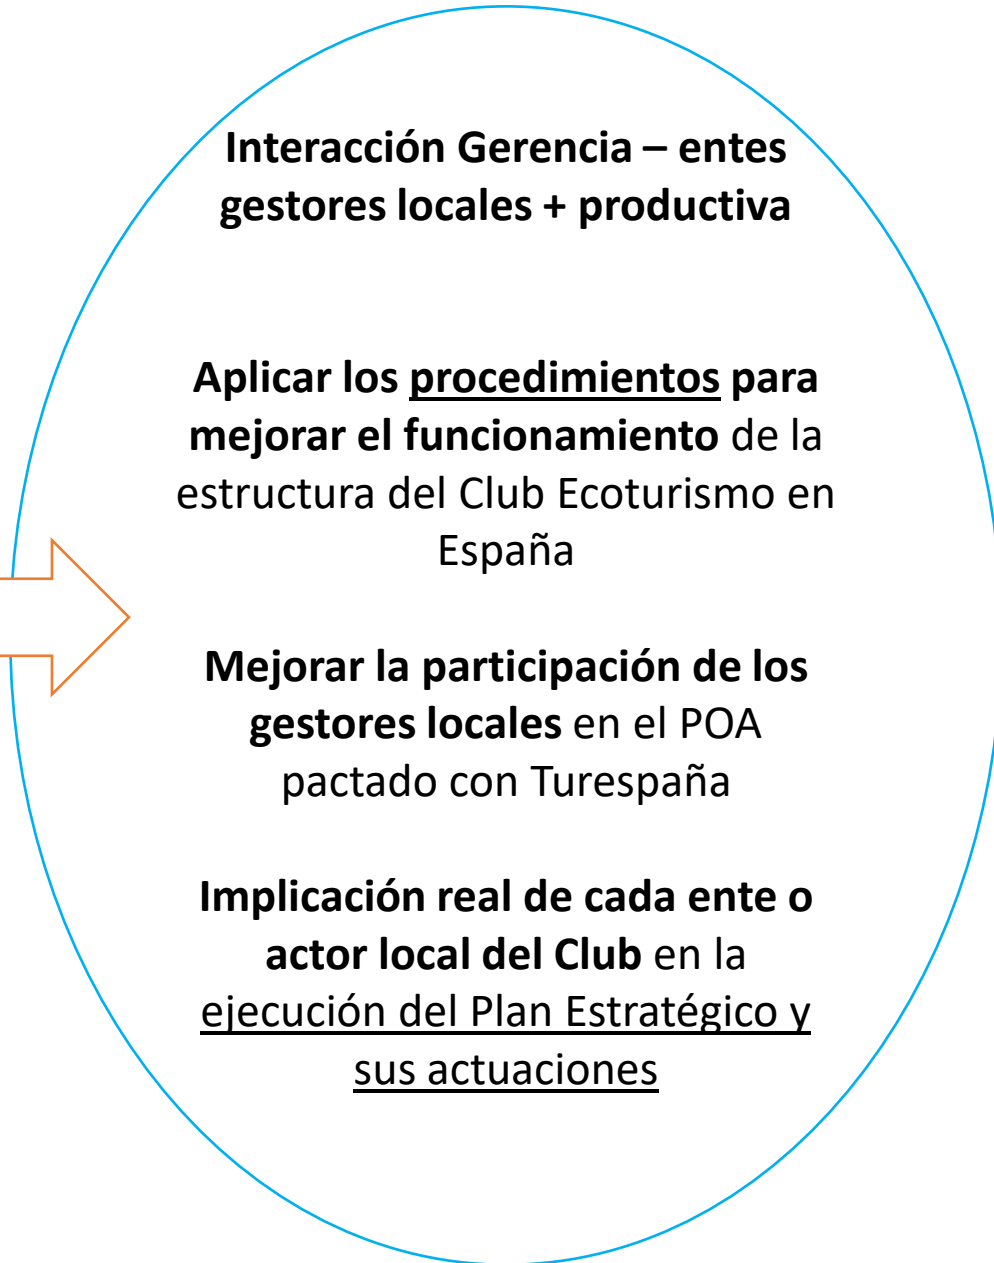 Interacción Gerencia – entes
gestores locales + productiva
Aplicar los procedimientos para
mejorar el funcionamiento de la
estructura del Club Ecoturismo en
España
Mejorar la participación de los
gestores locales en el POA
pactado con Turespaña
Implicación real de cada ente o
actor local del Club en la
ejecución del Plan Estratégico y
sus actuaciones